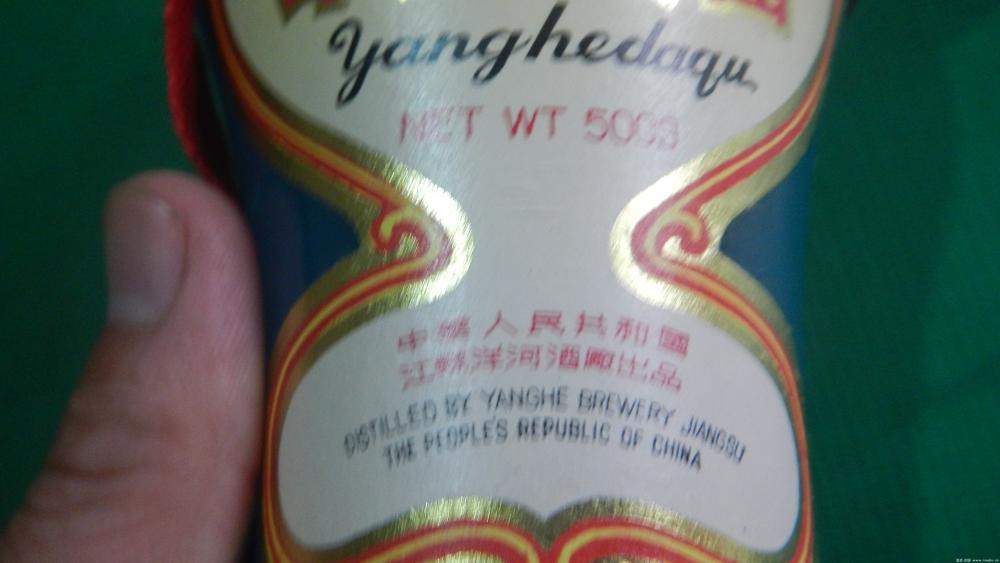 Yanghedaqu
NET WT 500g
中華人民共和國
江蘇洋河酒廠出品
DISTILLED BY YANGHE BREWERY JIANGSU
THE PEOPLE'S REPUBLIC OF CHINA